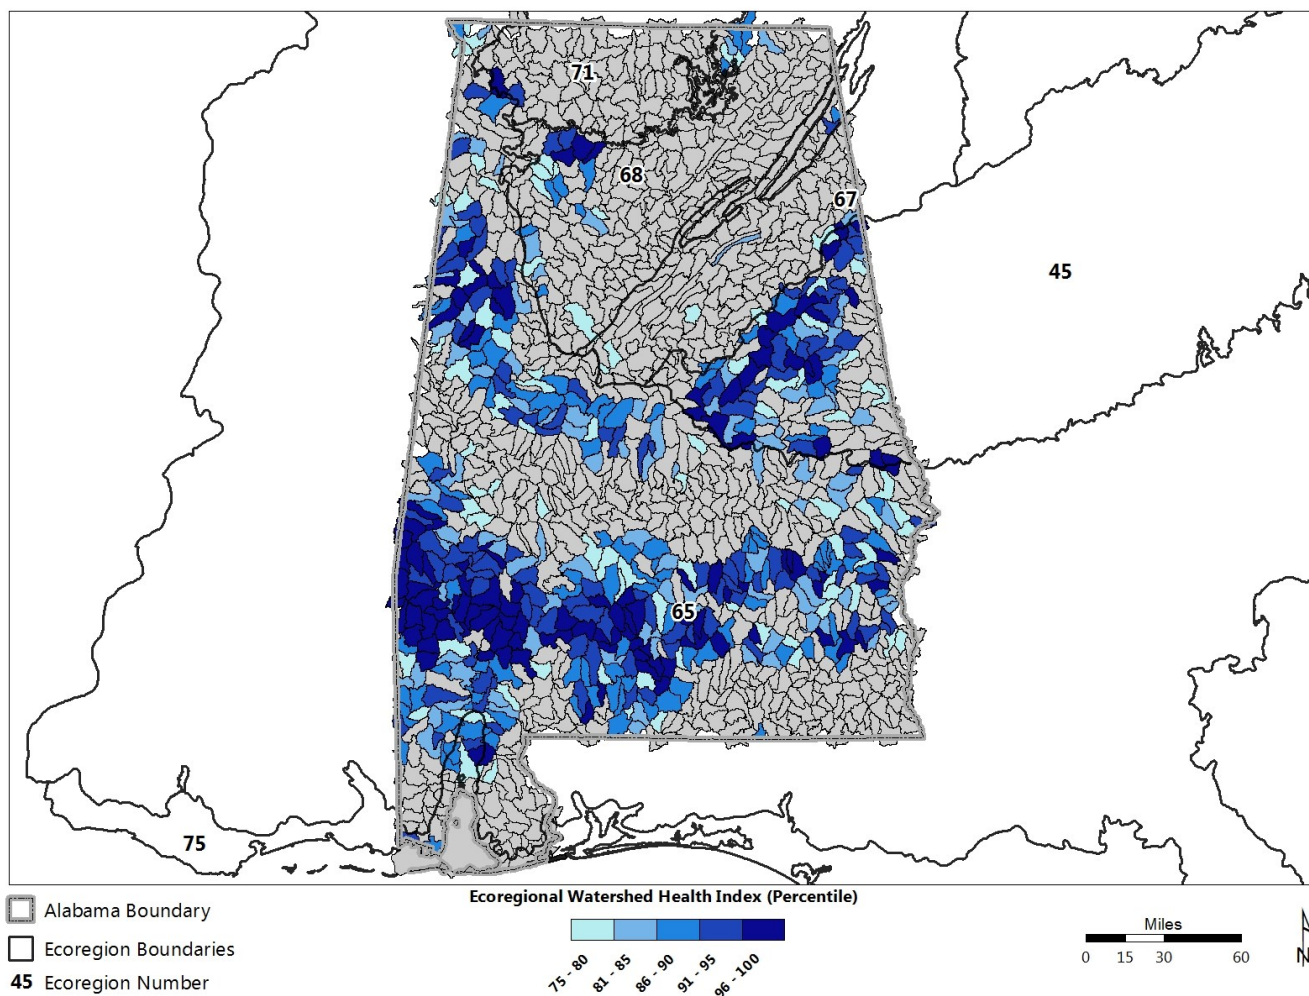 71
68
67
45
65
75
Ecoregional Watershed Health Index (Percentile)
75 - 80
81 - 85
86 - 90
91 - 95
96 - 100
Alabama Boundary
Ecoregion Boundaries
45 Ecoregion Number
Miles
0 15 30 60
N